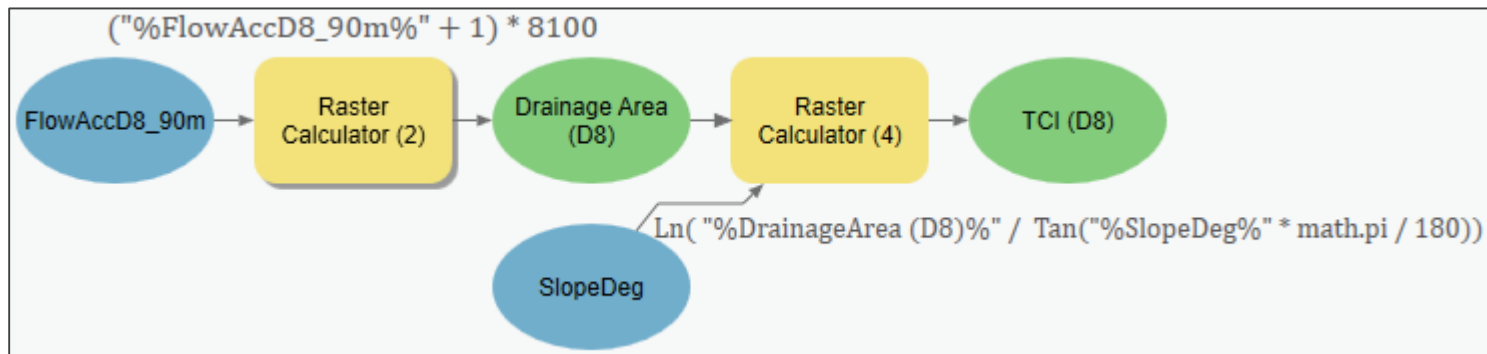 ("%FlowAccD8_90m%" + 1) * 8100
FlowAccD8_90m
Raster
Calculator (2)
Drainage Area
(D8)
Raster
Calculator (4)
TCI (D8)
Ln( "%DrainageArea (D8)%" / Tan("%SlopeDeg%" * math.pi / 180))
SlopeDeg